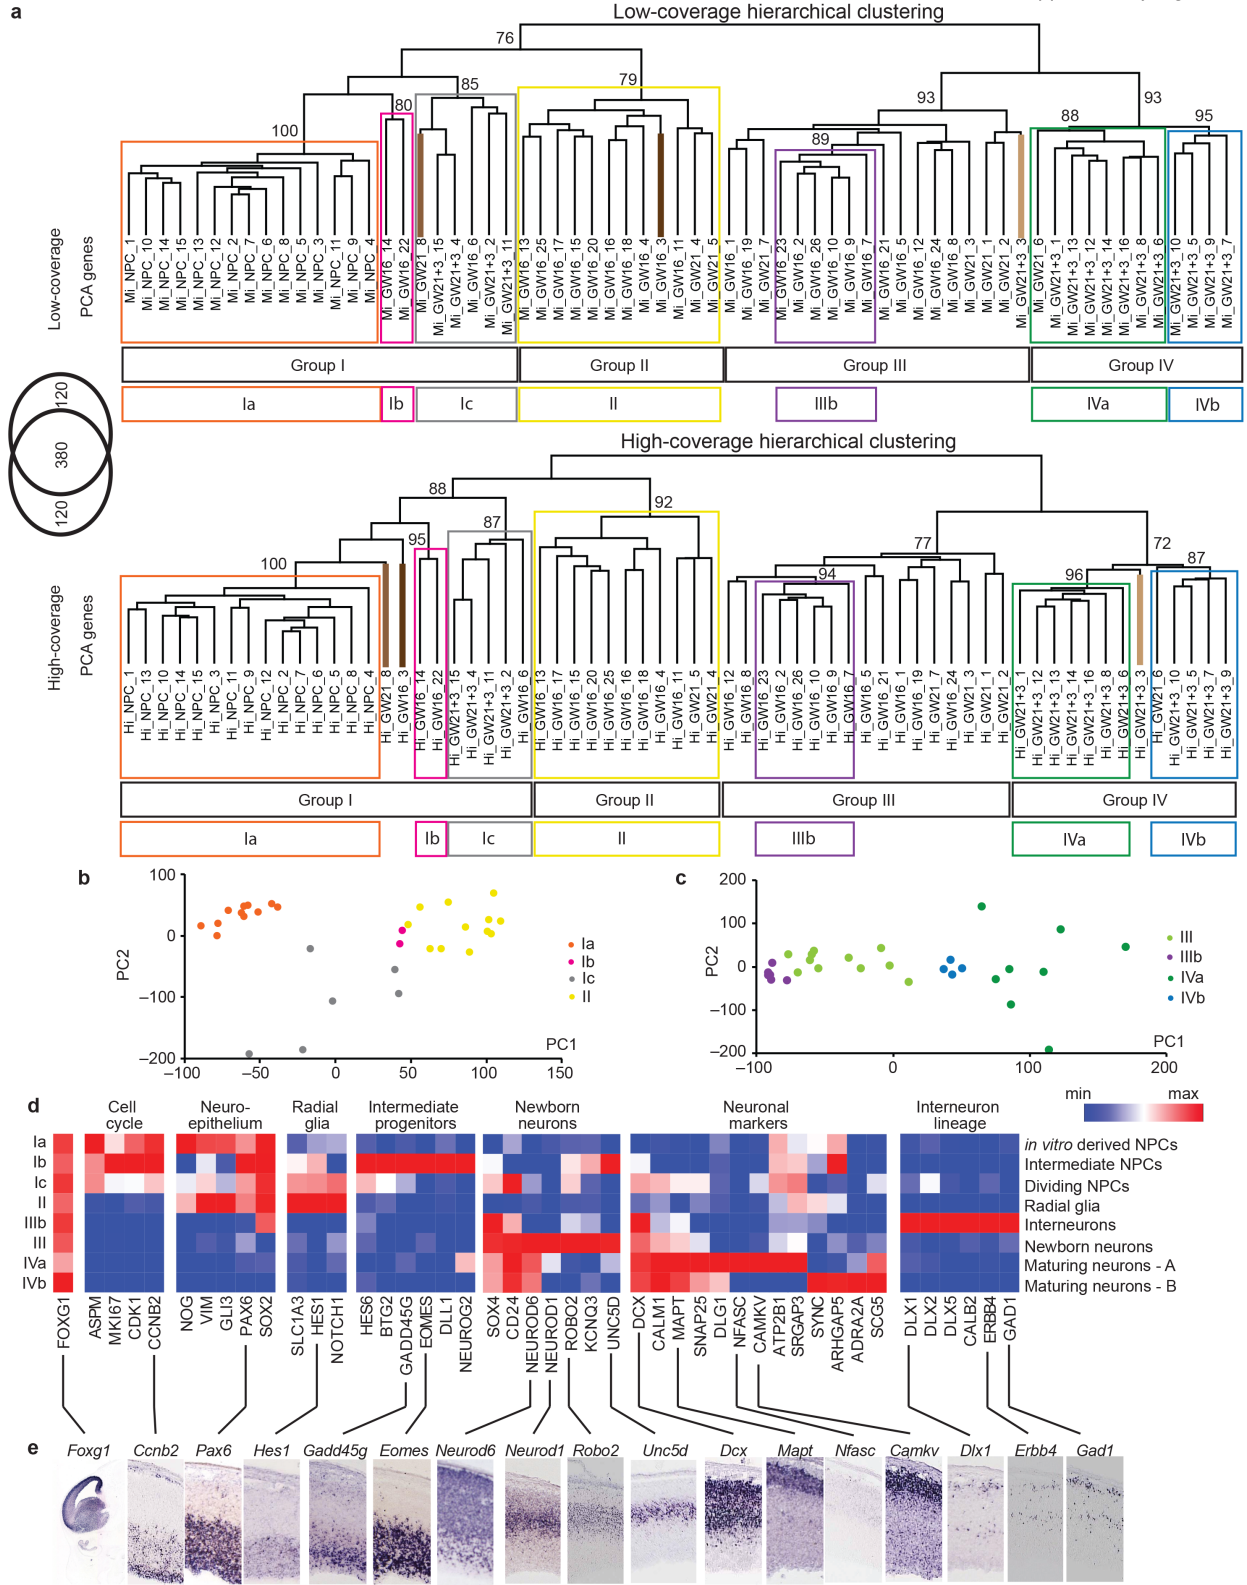 a
Low-coverage hierarchical clustering
76
85
80
79
100
93
89
93
88
95
Low-coverage
PCA genes
Mi_NPC_1
Mi_NPC_10
Mi_NPC_14
Mi_NPC_15
Mi_NPC_13
Mi_NPC_12
Mi_NPC_2
Mi_NPC_7
Mi_NPC_6
Mi_NPC_8
Mi_NPC_5
Mi_NPC_3
Mi_NPC_11
Mi_NPC_9
Mi_NPC_4
Mi_GW16_14
Mi_GW16_22
Mi_GW21_8
Mi_GW21+3_15
Mi_GW21+3_4
Mi_GW16_6
Mi_GW21+3_2
Mi_GW21+3_11
Mi_GW16_13
Mi_GW16_25
Mi_GW16_17
Mi_GW16_15
Mi_GW16_20
Mi_GW16_16
Mi_GW16_18
Mi_GW16_4
Mi_GW16_3
Mi_GW16_11
Mi_GW21_4
Mi_GW21_5
Mi_GW16_1
Mi_GW16_19
Mi_GW21_7
Mi_GW16_23
Mi_GW16_2
Mi_GW16_26
Mi_GW16_10
Mi_GW16_9
Mi_GW16_7
Mi_GW16_21
Mi_GW16_5
Mi_GW16_12
Mi_GW16_24
Mi_GW16_8
Mi_GW21_3
Mi_GW21_1
Mi_GW21_2
Mi_GW21+3_3
Mi_GW21_6
Mi_GW21+3_1
Mi_GW21+3_13
Mi_GW21+3_12
Mi_GW21+3_14
Mi_GW21+3_16
Mi_GW21+3_8
Mi_GW21+3_6
Mi_GW21+3_10
Mi_GW21+3_5
Mi_GW21+3_9
Mi_GW21+3_7
Group I
Group II
Group III
Group IV
Ia
Ib
Ic
II
IIIb
IVa
IVb
120
380
120
High-coverage hierarchical clustering
88
87
95
92
100
77
94
72
96
87
High-coverage
PCA genes
Hi_NPC_1
Hi_NPC_13
Hi_NPC_10
Hi_NPC_14
Hi_NPC_15
Hi_NPC_3
Hi_NPC_11
Hi_NPC_9
Hi_NPC_12
Hi_NPC_2
Hi_NPC_7
Hi_NPC_6
Hi_NPC_5
Hi_NPC_8
Hi_NPC_4
Hi_GW21_8
Hi_GW16_3
Hi_GW16_14
Hi_GW16_22
Hi_GW21+3_15
Hi_GW21+3_4
Hi_GW21+3_11
Hi_GW21+3_2
Hi_GW16_6
Hi_GW16_13
Hi_GW16_17
Hi_GW16_15
Hi_GW16_20
Hi_GW16_25
Hi_GW16_16
Hi_GW16_18
Hi_GW16_4
Hi_GW16_11
Hi_GW21_5
Hi_GW21_4
Hi_GW16_12
Hi_GW16_8
Hi_GW16_23
Hi_GW16_2
Hi_GW16_26
Hi_GW16_10
Hi_GW16_9
Hi_GW16_7
Hi_GW16_5
Hi_GW16_21
Hi_GW16_1
Hi_GW16_19
Hi_GW21_7
Hi_GW16_24
Hi_GW21_3
Hi_GW21_1
Hi_GW21_2
Hi_GW21+3_1
Hi_GW21+3_12
Hi_GW21+3_13
Hi_GW21+3_14
Hi_GW21+3_16
Hi_GW21+3_8
Hi_GW21+3_6
Hi_GW21+3_3
Hi_GW21_6
Hi_GW21+3_10
Hi_GW21+3_5
Hi_GW21+3_7
Hi_GW21+3_9
Group I
Group II
Group III
Group IV
Ia
Ib
Ic
II
IIIb
IVa
IVb
b
100
0
–100
–200
PC2
–100
–50
0
50
100
150
PC1
Ia
Ib
Ic
II
c
200
100
0
–100
–200
PC2
–100
0
100
200
PC1
III
IIIb
IVa
IVb
min
max
d
Cell
cycle
Neuro-
epithelium
Radial
glia
Intermediate
progenitors
Newborn
neurons
Neuronal
markers
Interneuron
lineage
Ia
Ib
Ic
II
IIIb
III
IVa
IVb
in vitro derived NPCs
Intermediate NPCs
Dividing NPCs
Radial glia
Interneurons
Newborn neurons
Maturing neurons - A
Maturing neurons - B
FOXG1
ASPM
MKI67
CDK1
CCNB2
NOG
VIM
GLI3
PAX6
SOX2
SLC1A3
HES1
NOTCH1
HES6
BTG2
GADD45G
EOMES
DLL1
NEUROG2
SOX4
CD24
NEUROD6
NEUROD1
ROBO2
KCNQ3
UNC5D
DCX
CALM1
MAPT
SNAP25
DLG1
NFASC
CAMKV
ATP2B1
SRGAP3
SYNC
ARHGAP5
ADRA2A
SCG5
DLX1
DLX2
DLX5
CALB2
ERBB4
GAD1
e
Foxg1
Ccnb2
Pax6
Hes1
Gadd45g
Eomes
Neurod6
Neurod1
Robo2
Unc5d
Dcx
Mapt
Nfasc
Camkv
Dlx1
Erbb4
Gad1